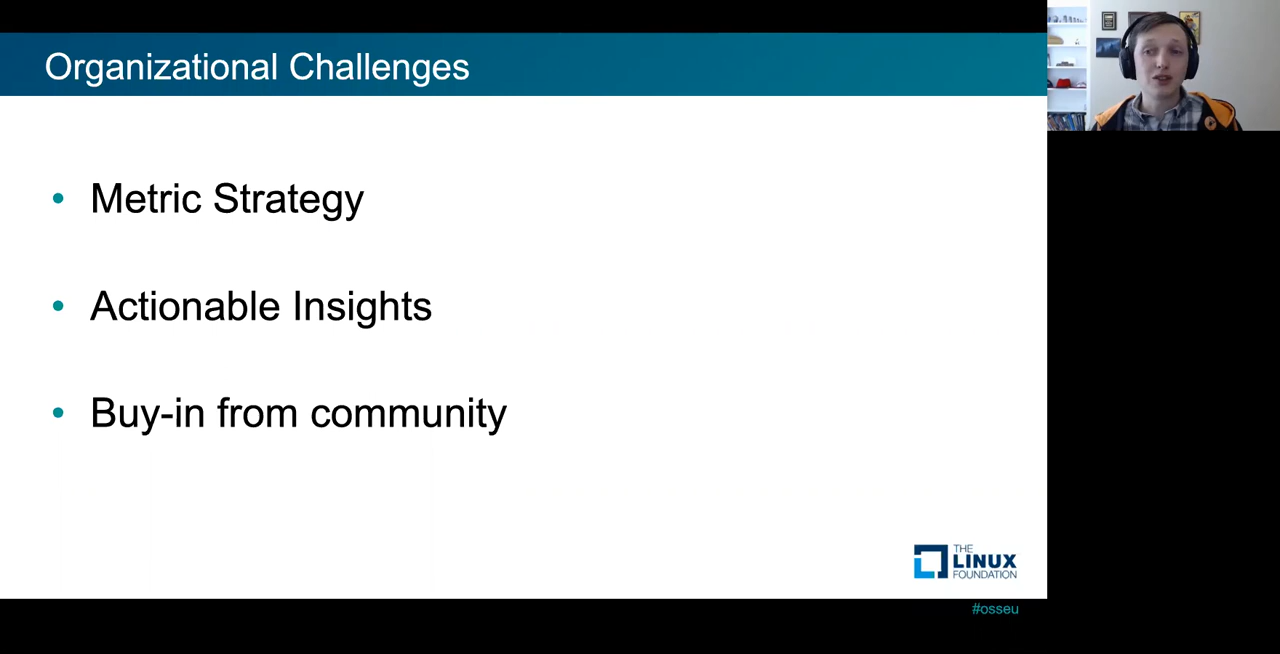 Organizational Challenges
• Metric Strategy
• Actionable Insights
• Buy-in from community
THE
LINUX
FOUNDATION
#osseu